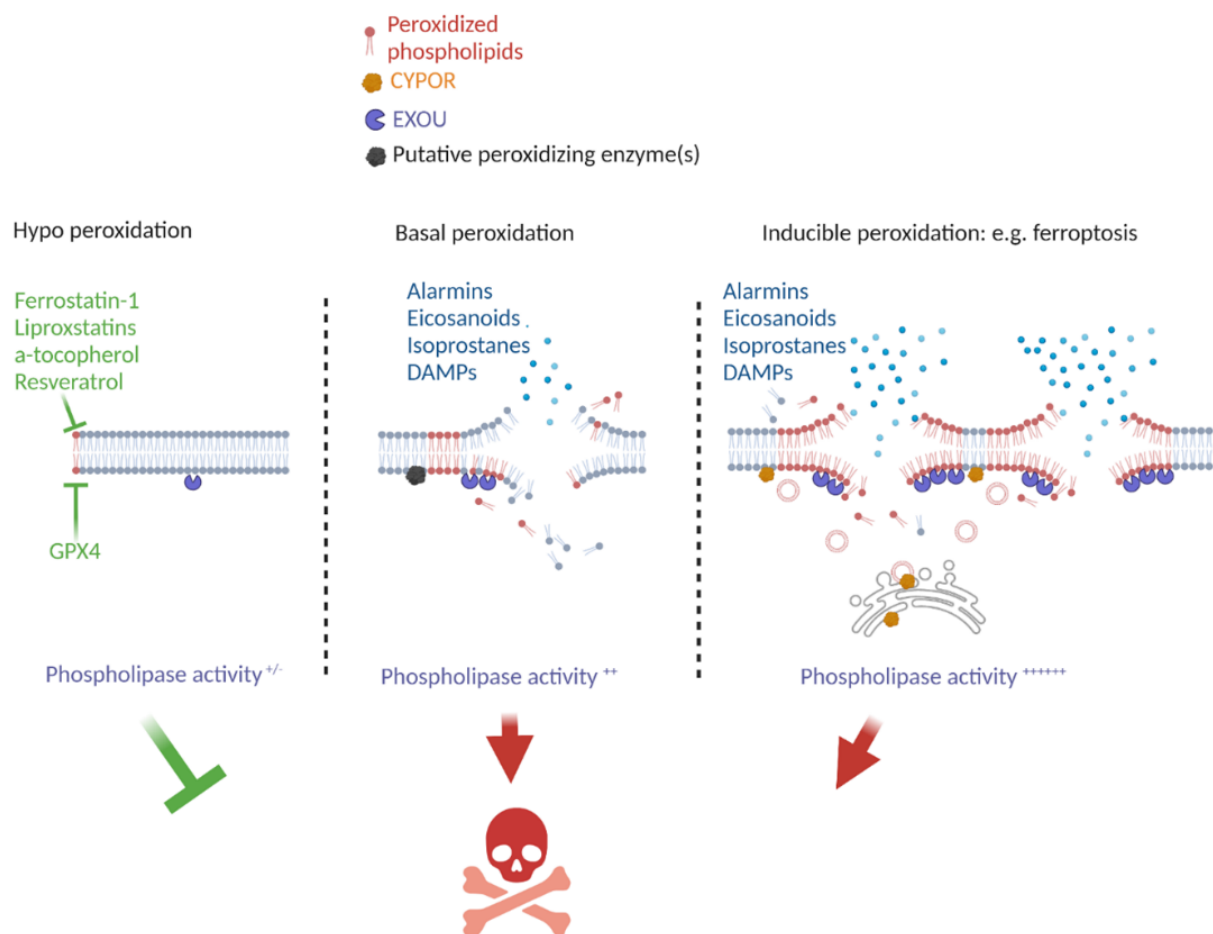 Peroxidized
phospholipids
CYPOR
EXOU
Putative peroxidizing enzyme(s)
Hypo peroxidation
Basal peroxidation
Inducible peroxidation: e.g. ferroptosis
Ferrostatin-1
Liproxstatins
a-tocopherol
Resveratrol
GPX4
Alarmins
Eicosanoids
Isoprostanes
DAMPs
Alarmins
Eicosanoids
Isoprostanes
DAMPs
Phospholipase activity +/-
Phospholipase activity ++
Phospholipase activity ++++++